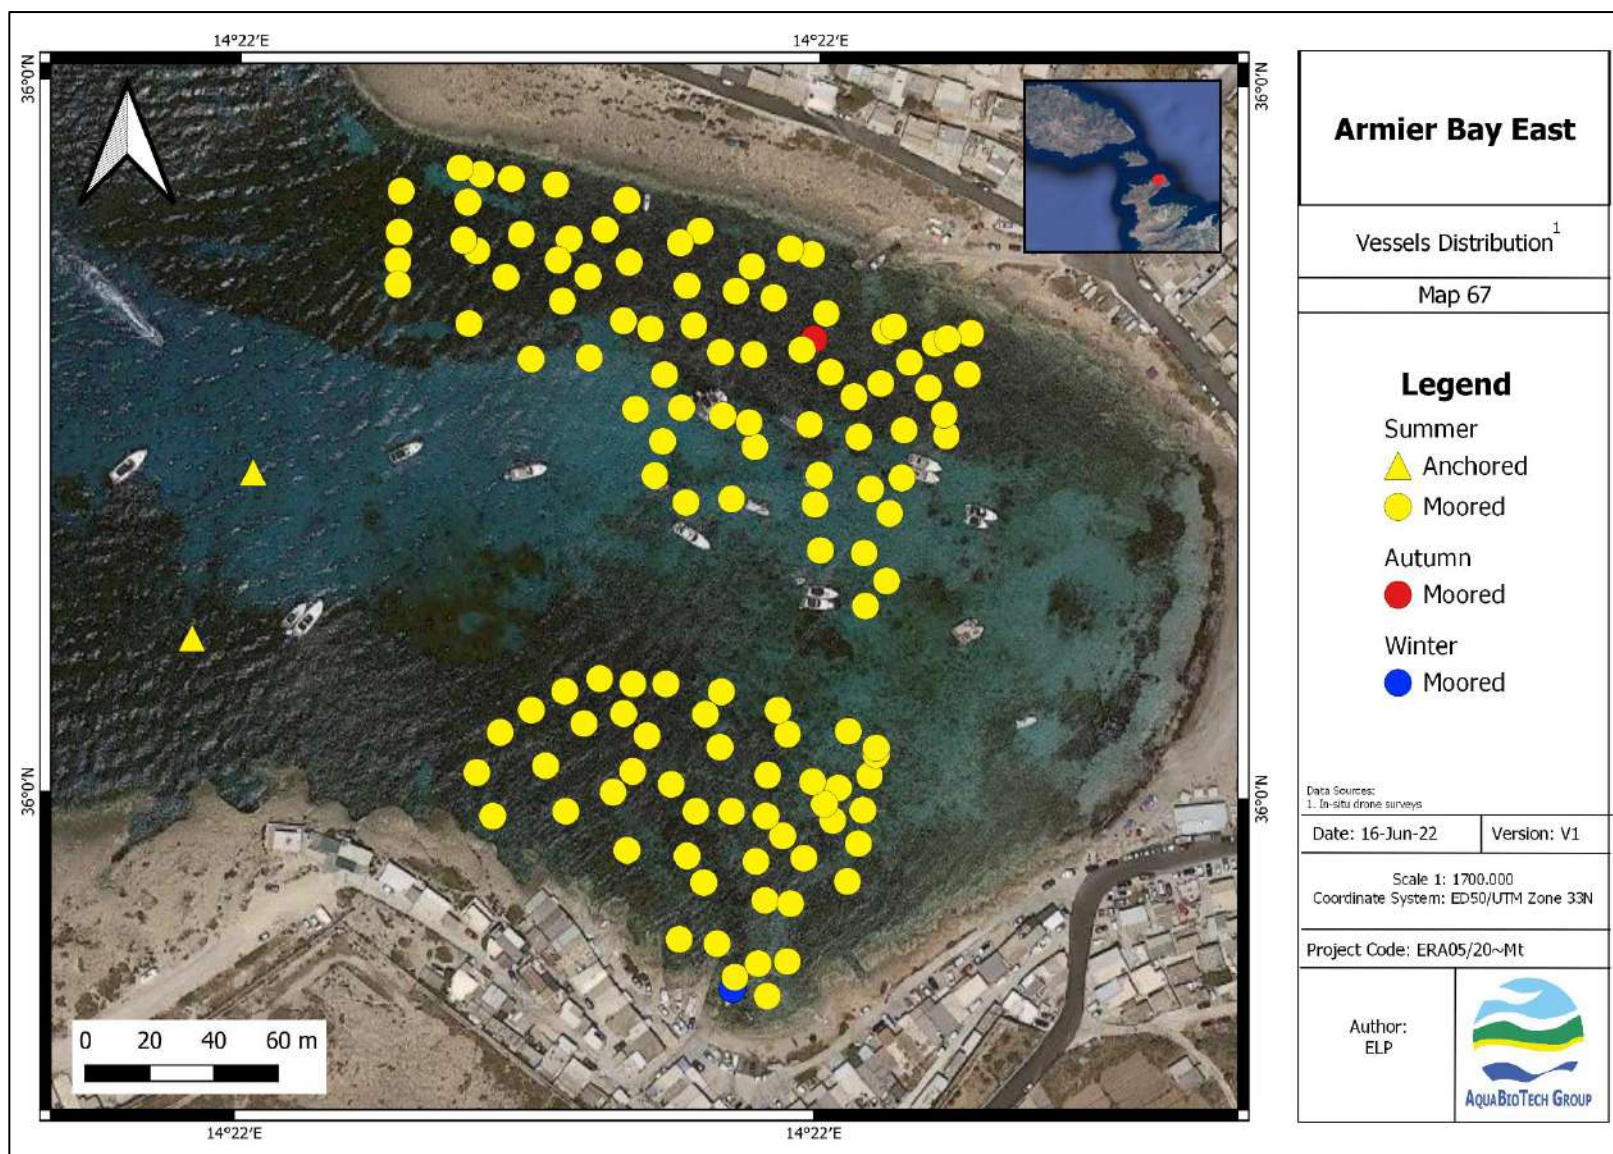 14°22'E 14°22'E
36°0'N 36°0'N
Armier Bay East
Vessels Distribution1
Map 67
Legend
Summer
Anchored
Moored
Autumn
Moored
Winter
Moored
Data Sources:
1. In-situ drone surveys
Date: 16-Jun-22 Version: V1
Scale 1: 1700.000
Coordinate System: ED50/UTM Zone 33N
Project Code: ERA05/20~Mt
Author:
ELP
AQUABIOTECH GROUP
36°0'N 36°0'N
0 20 40 60 m
14°22'E 14°22'E